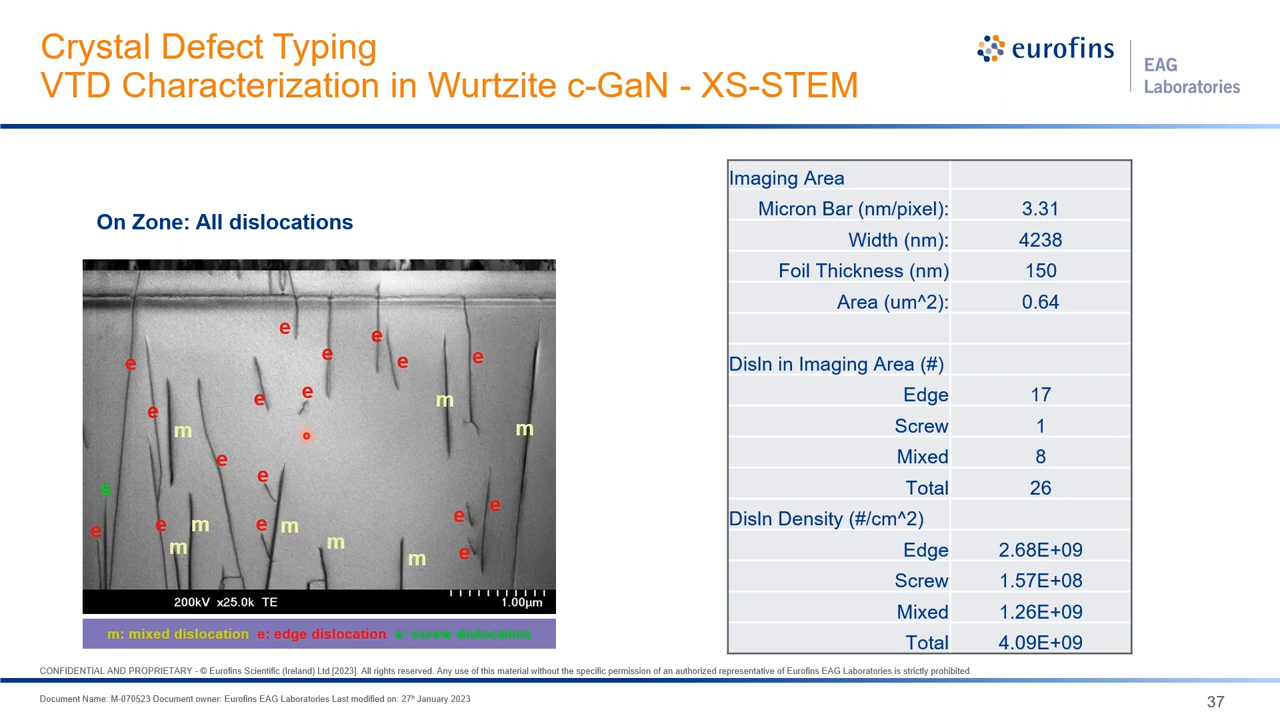 Crystal Defect Typing
VTD Characterization in Wurtzite c-GaN - XS-STEM
eurofins
EAG
Laboratories
On Zone: All dislocations
e
e
e
e
e
e
e
e
e
m
m
e
m
e
e
s
e
e
e
e
m
e
m
m
m
m
e
200kV x25.0k TE
1.00µm
m: mixed dislocation e: edge dislocation s: screw dislocation
Imaging Area
Micron Bar (nm/pixel): 3.31
Width (nm): 4238
Foil Thickness (nm) 150
Area (um^2): 0.64
Disln in Imaging Area (#)
Edge 17
Screw 1
Mixed 8
Total 26
Disln Density (#/cm^2)
Edge 2.68E+09
Screw 1.57E+08
Mixed 1.26E+09
Total 4.09E+09
CONFIDENTIAL AND PROPRIETARY - © Eurofins Scientific (Ireland) Ltd [2023]. All rights reserved. Any use of this material without the specific permission of an authorized representative of Eurofins EAG Laboratories is strictly prohibited.
Document Name: M-070523 Document owner: Eurofins EAG Laboratories Last modified on: 27th January 2023
37